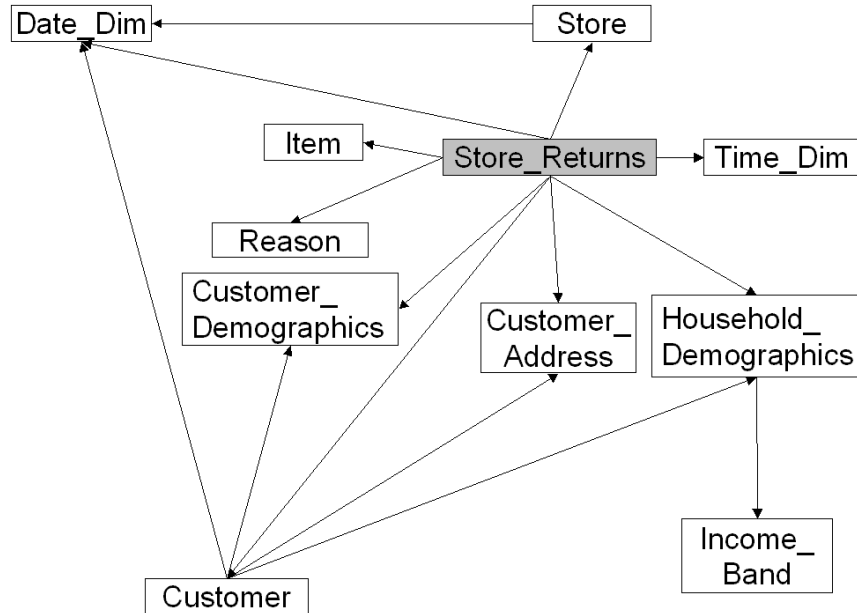 Date_Dim
Store
Item
Store_Returns
Time_Dim
Reason
Customer_
Demographics
Customer_
Address
Household_
Demographics
Income_
Band
Customer